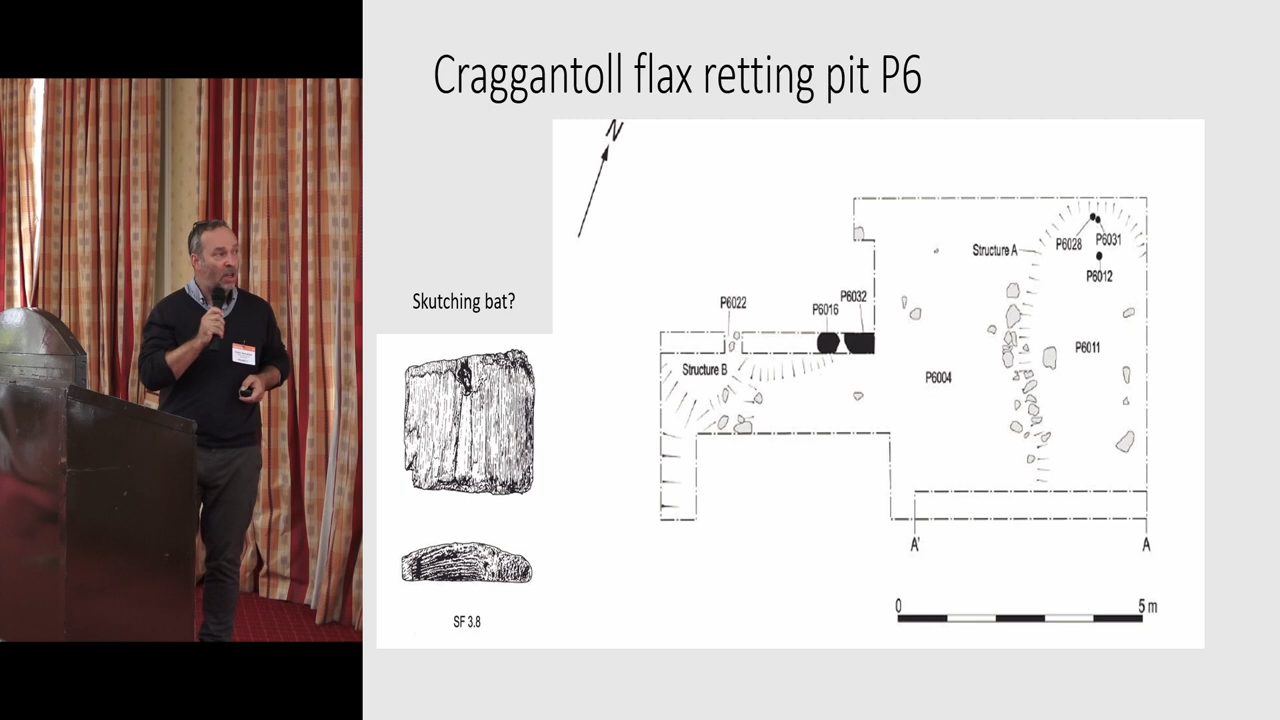 Craggantoll flax retting pit P6
N
Skutching bat?
P6028
P6031
Structure A
P6012
P6022
P6016
P6032
P6011
Structure B
P6004
A'
A
0
5 m
SF 3.8